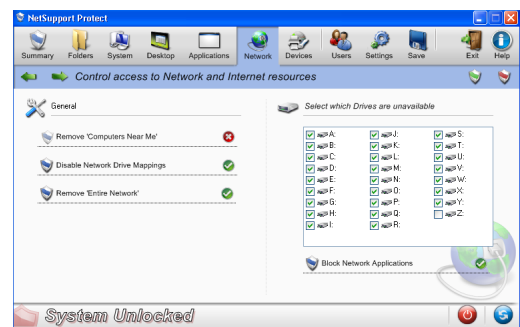 NetSupport Protect
Summary Folders System Desktop Applications Network Devices Users Settings Save Exit Help
Control access to Network and Internet resources
General
Remove 'Computers Near Me'
Disable Network Drive Mappings
Remove 'Entire Network'
Select which Drives are unavailable
A: J: S:
B: K: T:
C: L: U:
D: M: V:
E: N: W:
F: O: X:
G: P: Y:
H: Q: Z:
I: R:
Block Network Applications
System Unlocked